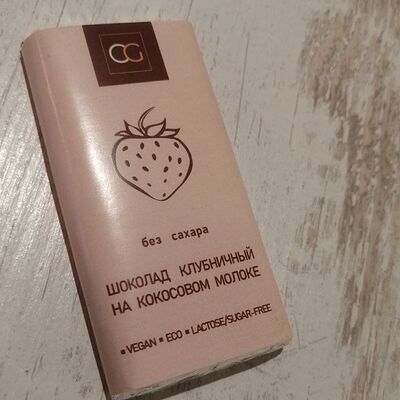 CG
без сахара
ШОКОЛАД КЛУБНИЧНЫЙ
НА КОКОСОВОМ МОЛОКЕ
▪VEGAN ▪ ECO ▪ LACTOSE/SUGAR-FREE